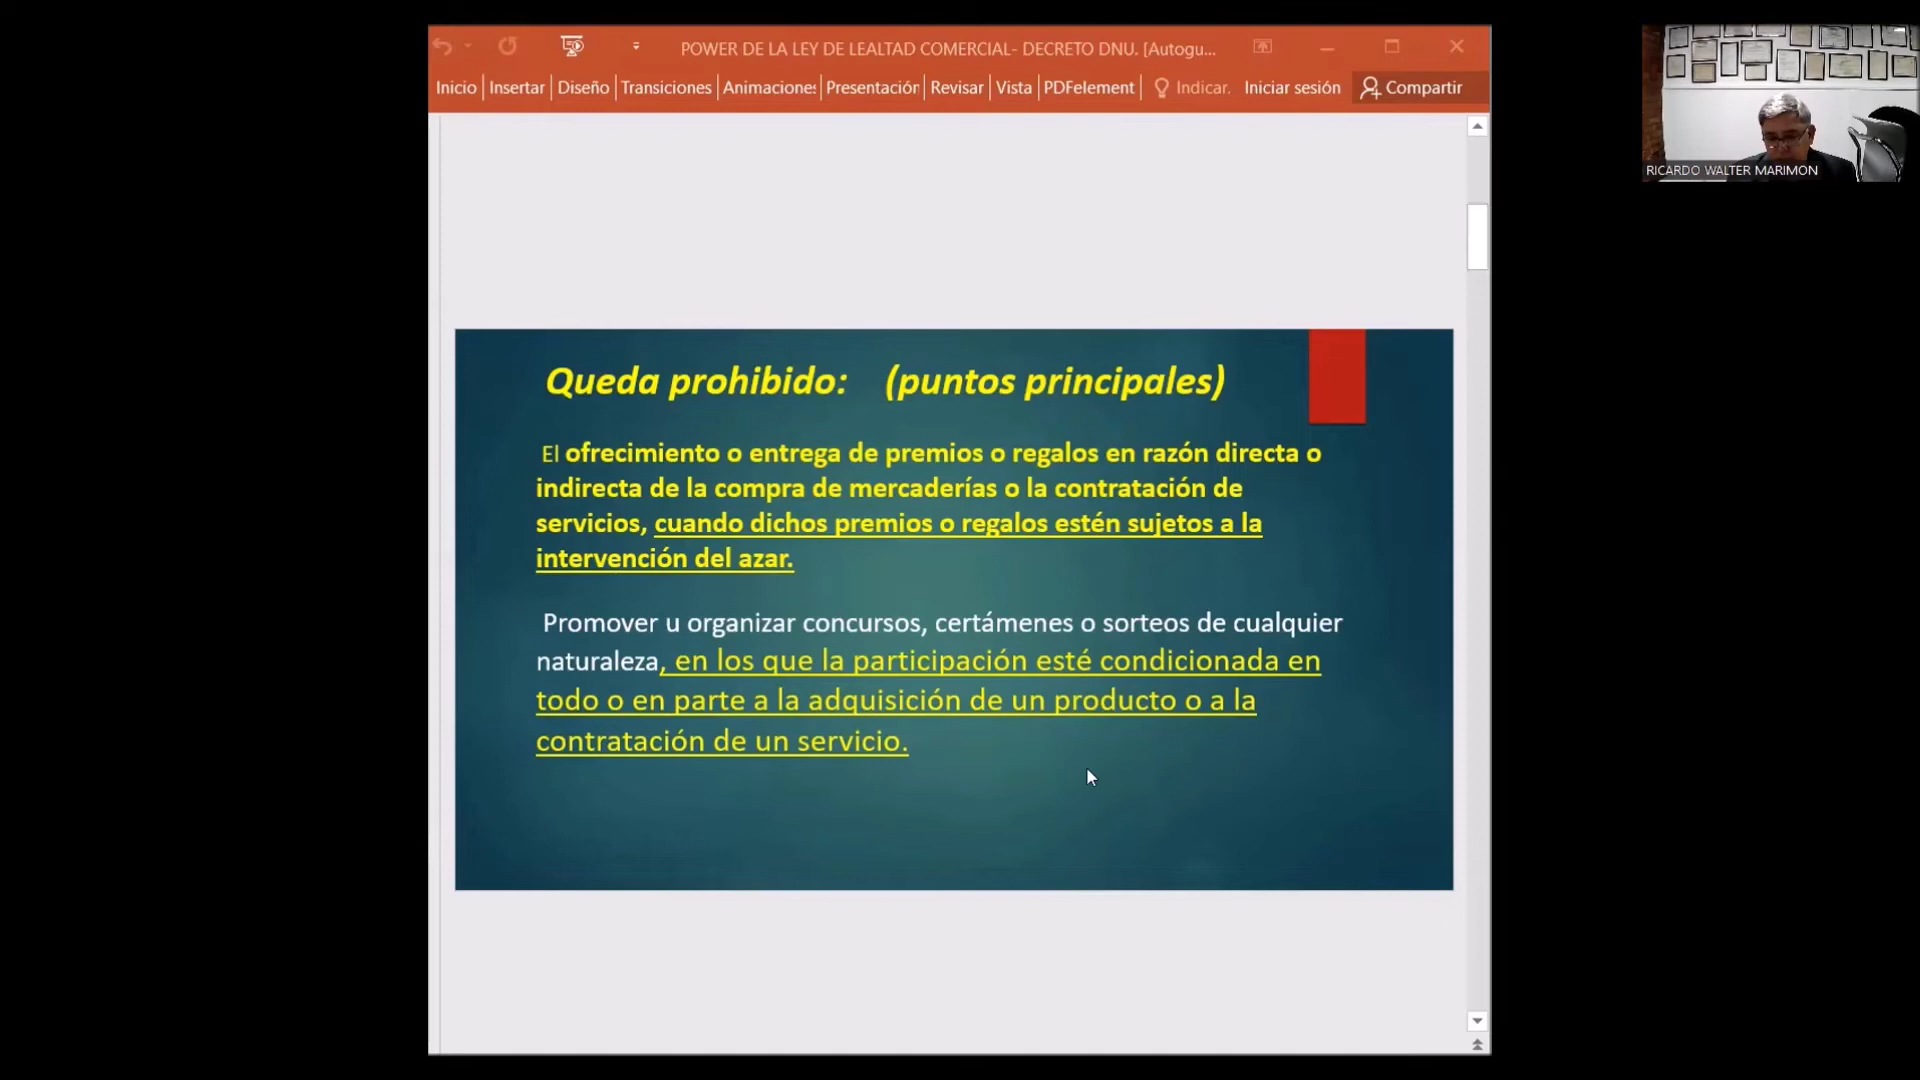 POWER DE LA LEY DE LEALTAD COMERCIAL- DECRETO DNU. [Autogu...
Inicio Insertar Diseño Transiciones Animaciones Presentación Revisar Vista PDFelement Indicar. Iniciar sesión Compartir
RICARDO WALTER MARIMON
Queda prohibido: (puntos principales)
El ofrecimiento o entrega de premios o regalos en razón directa o
indirecta de la compra de mercaderías o la contratación de
servicios, cuando dichos premios o regalos estén sujetos a la
intervención del azar.
Promover u organizar concursos, certámenes o sorteos de cualquier
naturaleza, en los que la participación esté condicionada en
todo o en parte a la adquisición de un producto o a la
contratación de un servicio.